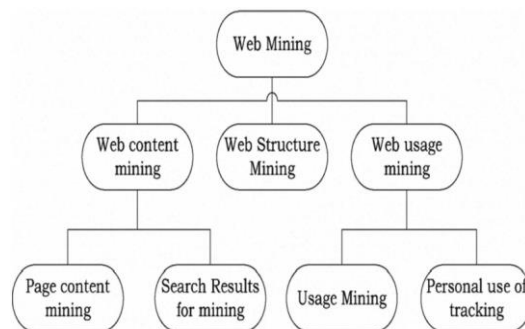 Web Mining
Web content
mining
Web Structure
Mining
Web usage
mining
Page content
mining
Search Results
for mining
Usage Mining
Personal use of
tracking